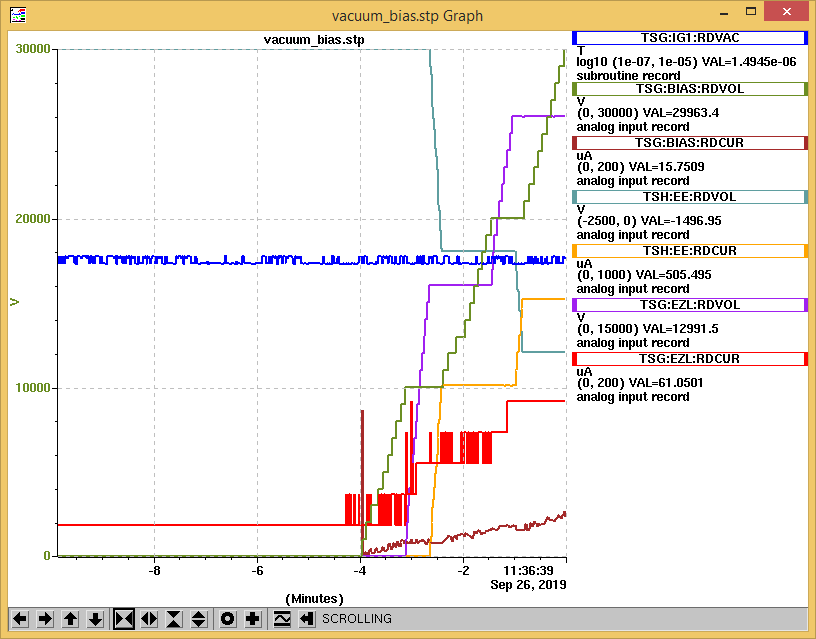 vacuum_bias.stp Graph
vacuum_bias.stp
30000
20000
10000
0
V
-8
-6
-4
-2
11:36:39
Sep 26, 2019
(Minutes)
TSG:IG1:RDVAC
T
log10 (1e-07, 1e-05) VAL=1.4945e-06
subroutine record
TSG:BIAS:RDVOL
V
(0, 30000) VAL=29963.4
analog input record
TSG:BIAS:RDCUR
uA
(0, 200) VAL=15.7509
analog input record
TSH:EE:RDVOL
V
(-2500, 0) VAL=-1496.95
analog input record
TSH:EE:RDCUR
uA
(0, 1000) VAL=505.495
analog input record
TSG:EZL:RDVOL
V
(0, 15000) VAL=12991.5
analog input record
TSG:EZL:RDCUR
uA
(0, 200) VAL=61.0501
analog input record
SCROLLING